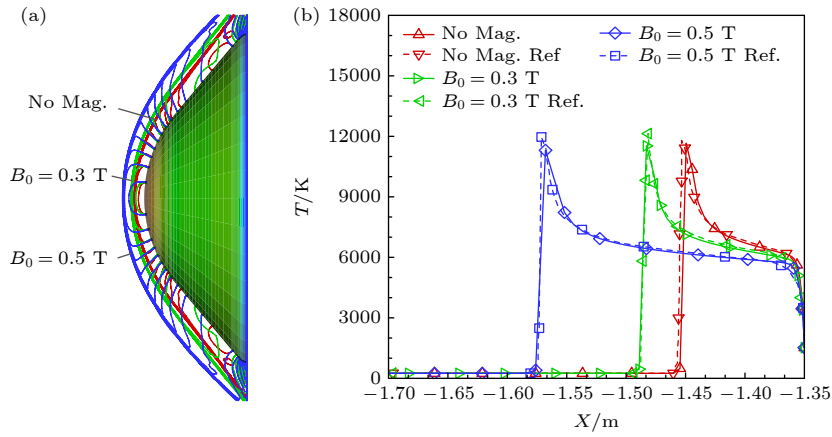 (a)
No Mag.
B₀ = 0.3 T
B₀ = 0.5 T
(b)
18000
15000
12000
9000
6000
3000
0
T/K
No Mag.
No Mag. Ref
B₀ = 0.3 T
B₀ = 0.3 T Ref.
B₀ = 0.5 T
B₀ = 0.5 T Ref.
−1.70
−1.60
−1.55
−1.50
−1.45
−1.40
−1.35
X/m